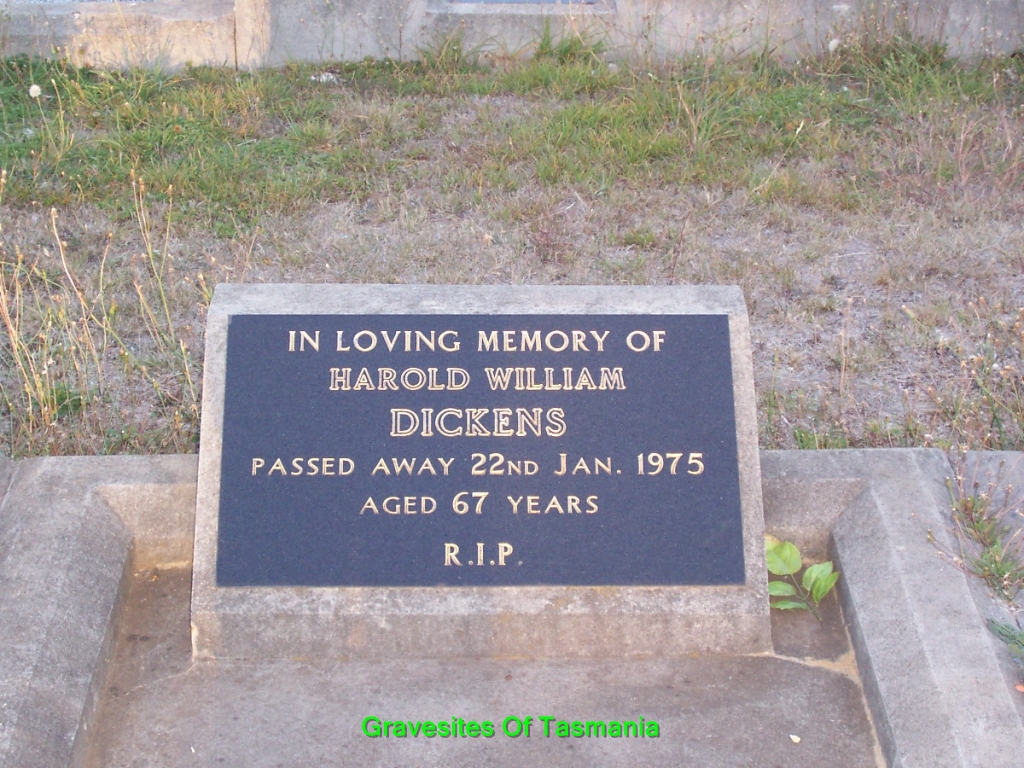 IN LOVING MEMORY OF
HAROLD WILLIAM
DICKENS
PASSED AWAY 22ND JAN. 1975
AGED 67 YEARS
R.I.P.
Gravesites Of Tasmania